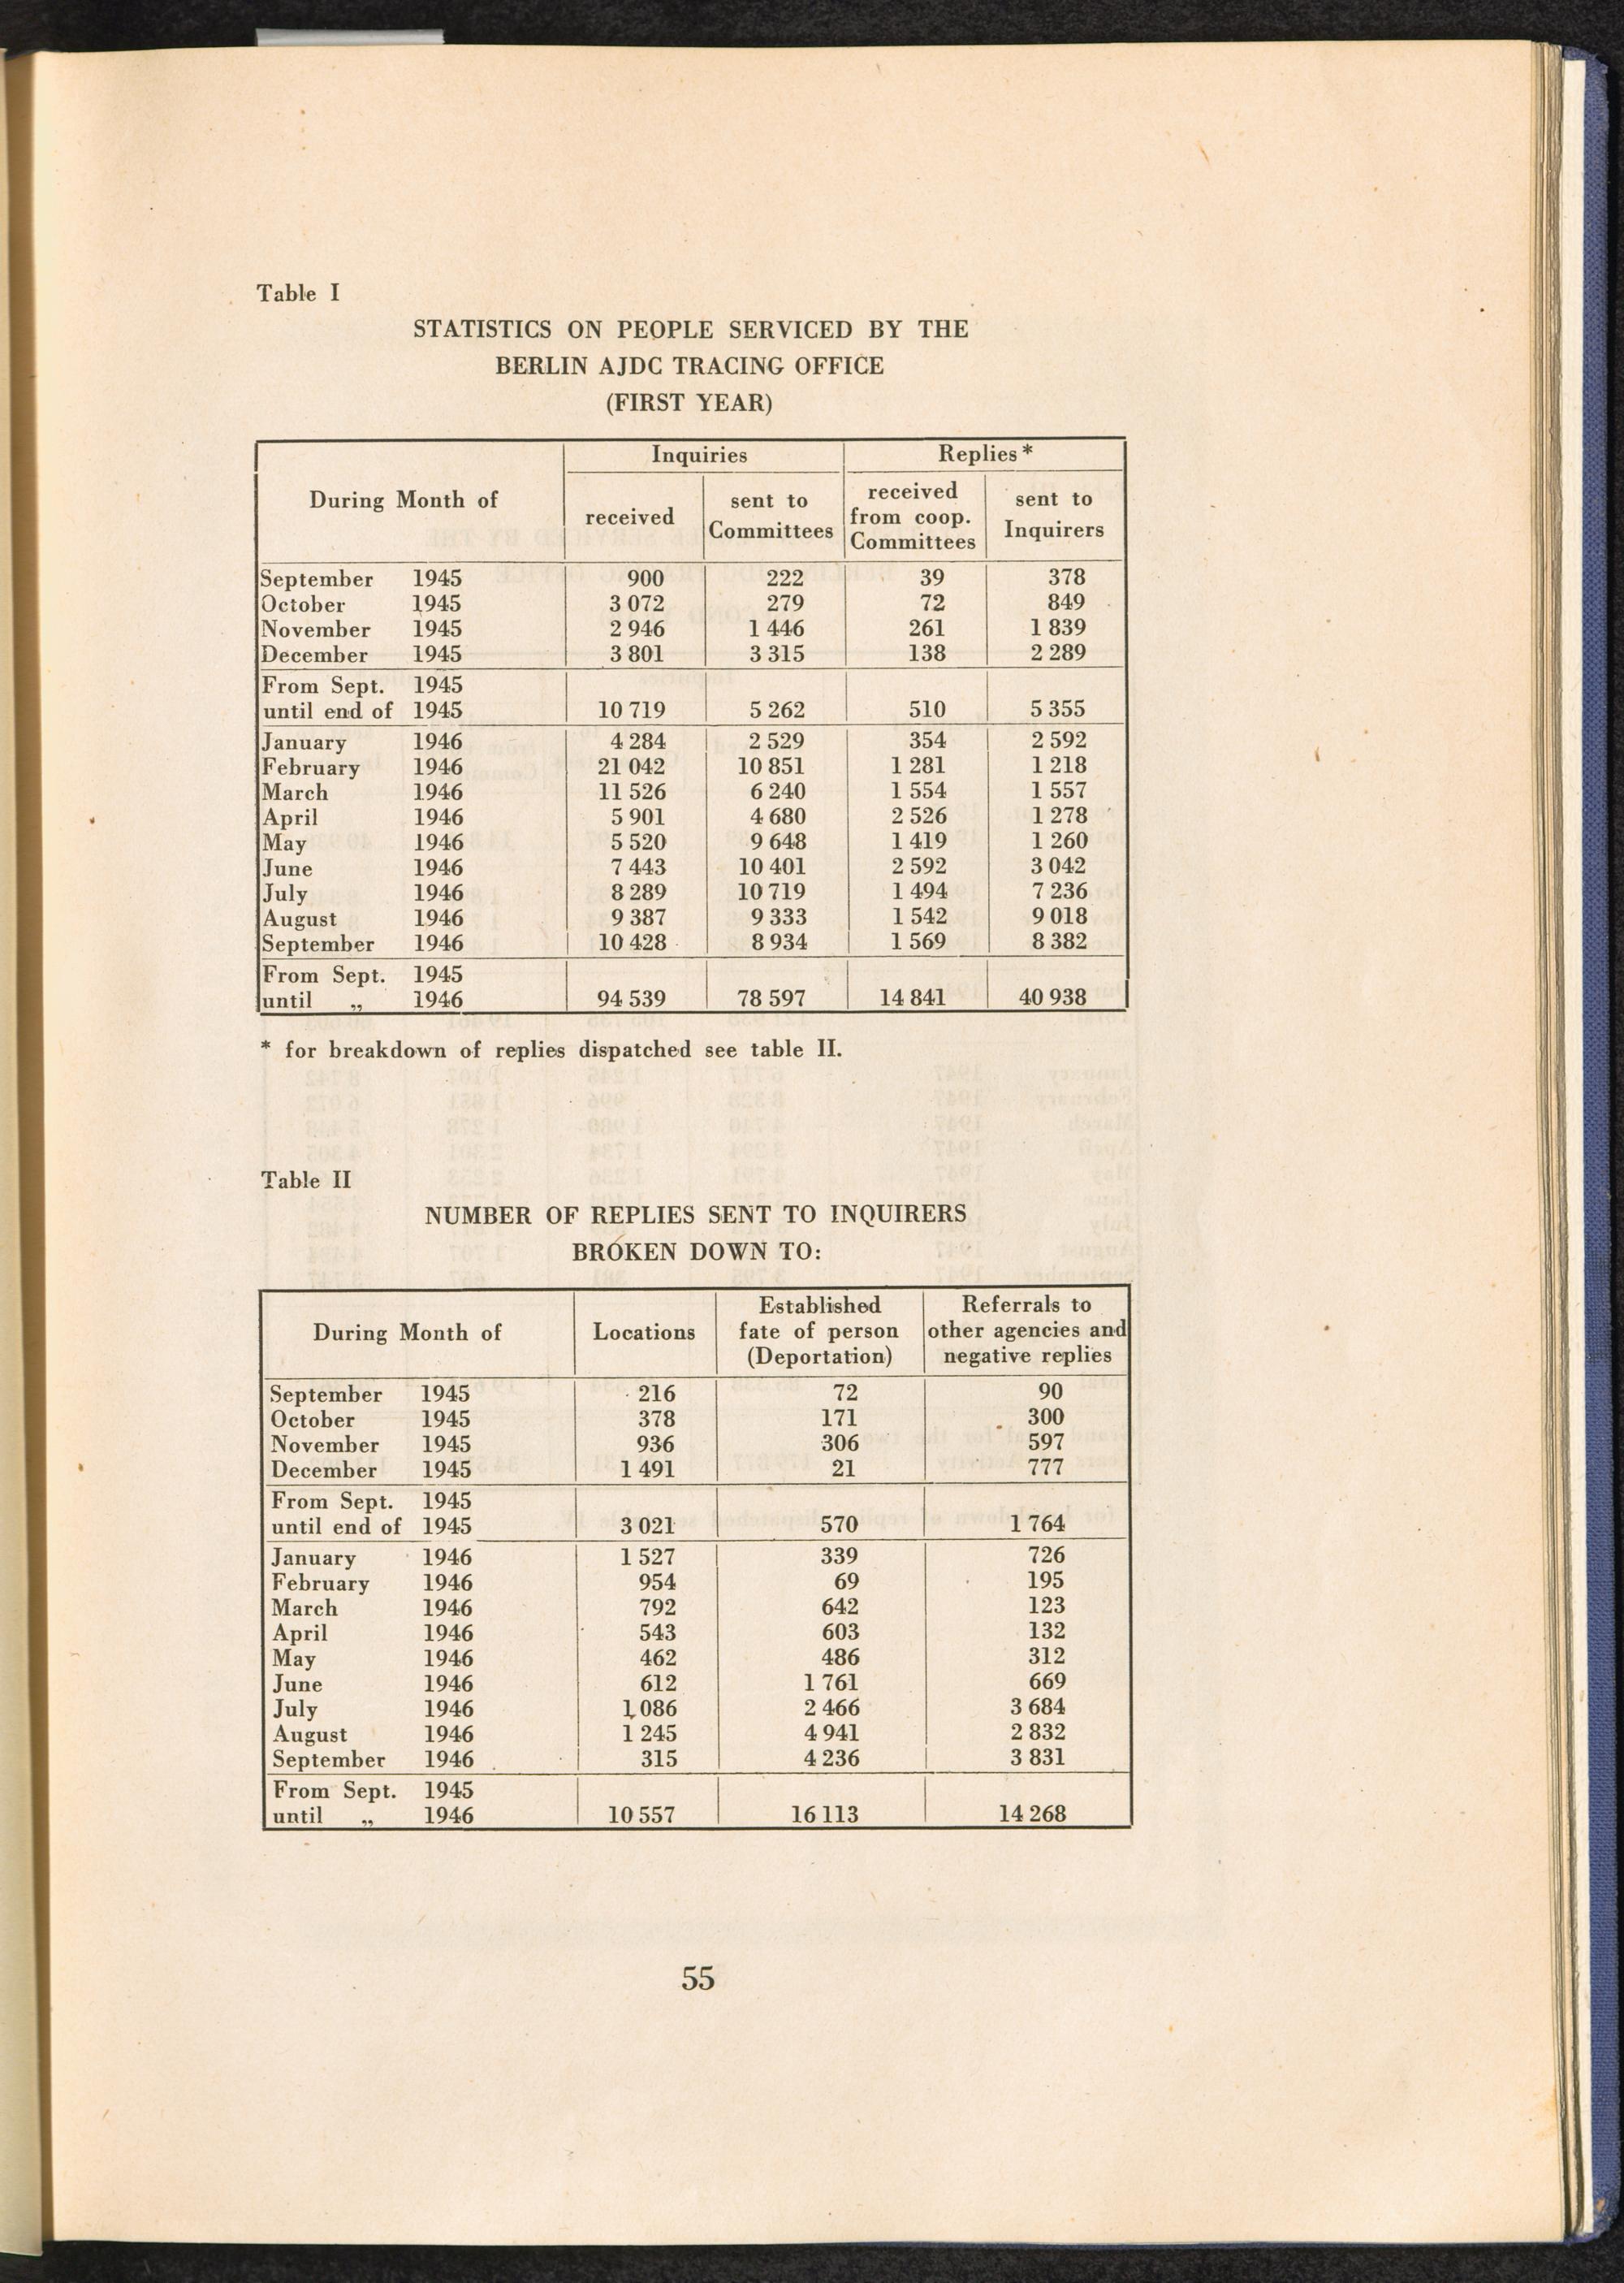 Table I
STATISTICS ON PEOPLE SERVICED BY THE
BERLIN AJDC TRACING OFFICE
(FIRST YEAR)
During Month of | Inquiries | Replies*
received | sent to Committees | received from coop. Committees | sent to Inquirers
September 1945 900 222 39 378
October 1945 3 072 279 72 849
November 1945 2 946 1 446 261 1 839
December 1945 3 801 3 315 138 2 289
From Sept. 1945
until end of 1945 10 719 5 262 510 5 355
January 1946 4 284 2 529 354 2 592
February 1946 21 042 10 851 1 281 1 218
March 1946 11 526 6 240 1 554 1 557
April 1946 5 901 4 680 2 526 1 278
May 1946 5 520 9 648 1 419 1 260
June 1946 7 443 10 401 2 592 3 042
July 1946 8 289 10 719 1 494 7 236
August 1946 9 387 9 333 1 542 9 018
September 1946 10 428 8 934 1 569 8 382
From Sept. 1945
until „ 1946 94 539 78 597 14 841 40 938
* for breakdown of replies dispatched see table II.
Table II
NUMBER OF REPLIES SENT TO INQUIRERS
BROKEN DOWN TO:
During Month of | Locations | Established fate of person (Deportation) | Referrals to other agencies and negative replies
September 1945 216 72 90
October 1945 378 171 300
November 1945 936 306 597
December 1945 1 491 21 777
From Sept. 1945
until end of 1945 3 021 570 1 764
January 1946 1 527 339 726
February 1946 954 69 195
March 1946 792 642 123
April 1946 543 603 132
May 1946 462 486 312
June 1946 612 1 761 669
July 1946 1 086 2 466 3 684
August 1946 1 245 4 941 2 832
September 1946 315 4 236 3 831
From Sept. 1945
until „ 1946 10 557 16 113 14 268
55